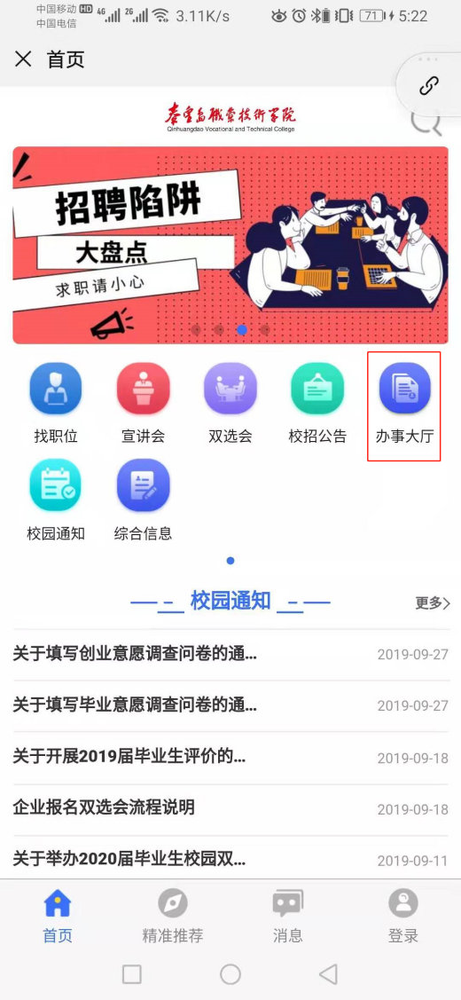 中国移动 HD 4G 2G 3.11K/s 71 5:22
中国电信
首页
秦皇岛职业技术学院
Qinhuangdao Vocational and Technical College
招聘陷阱
大盘点
求职请小心
找职位 宣讲会 双选会 校招公告 办事大厅
校园通知 综合信息
校园通知 更多
关于填写创业意愿调查问卷的通... 2019-09-27
关于填写毕业意愿调查问卷的通... 2019-09-27
关于开展2019届毕业生评价的... 2019-09-18
企业报名双选会流程说明 2019-09-18
关于举办2020届毕业生校园双... 2019-09-11
首页 精准推荐 消息 登录